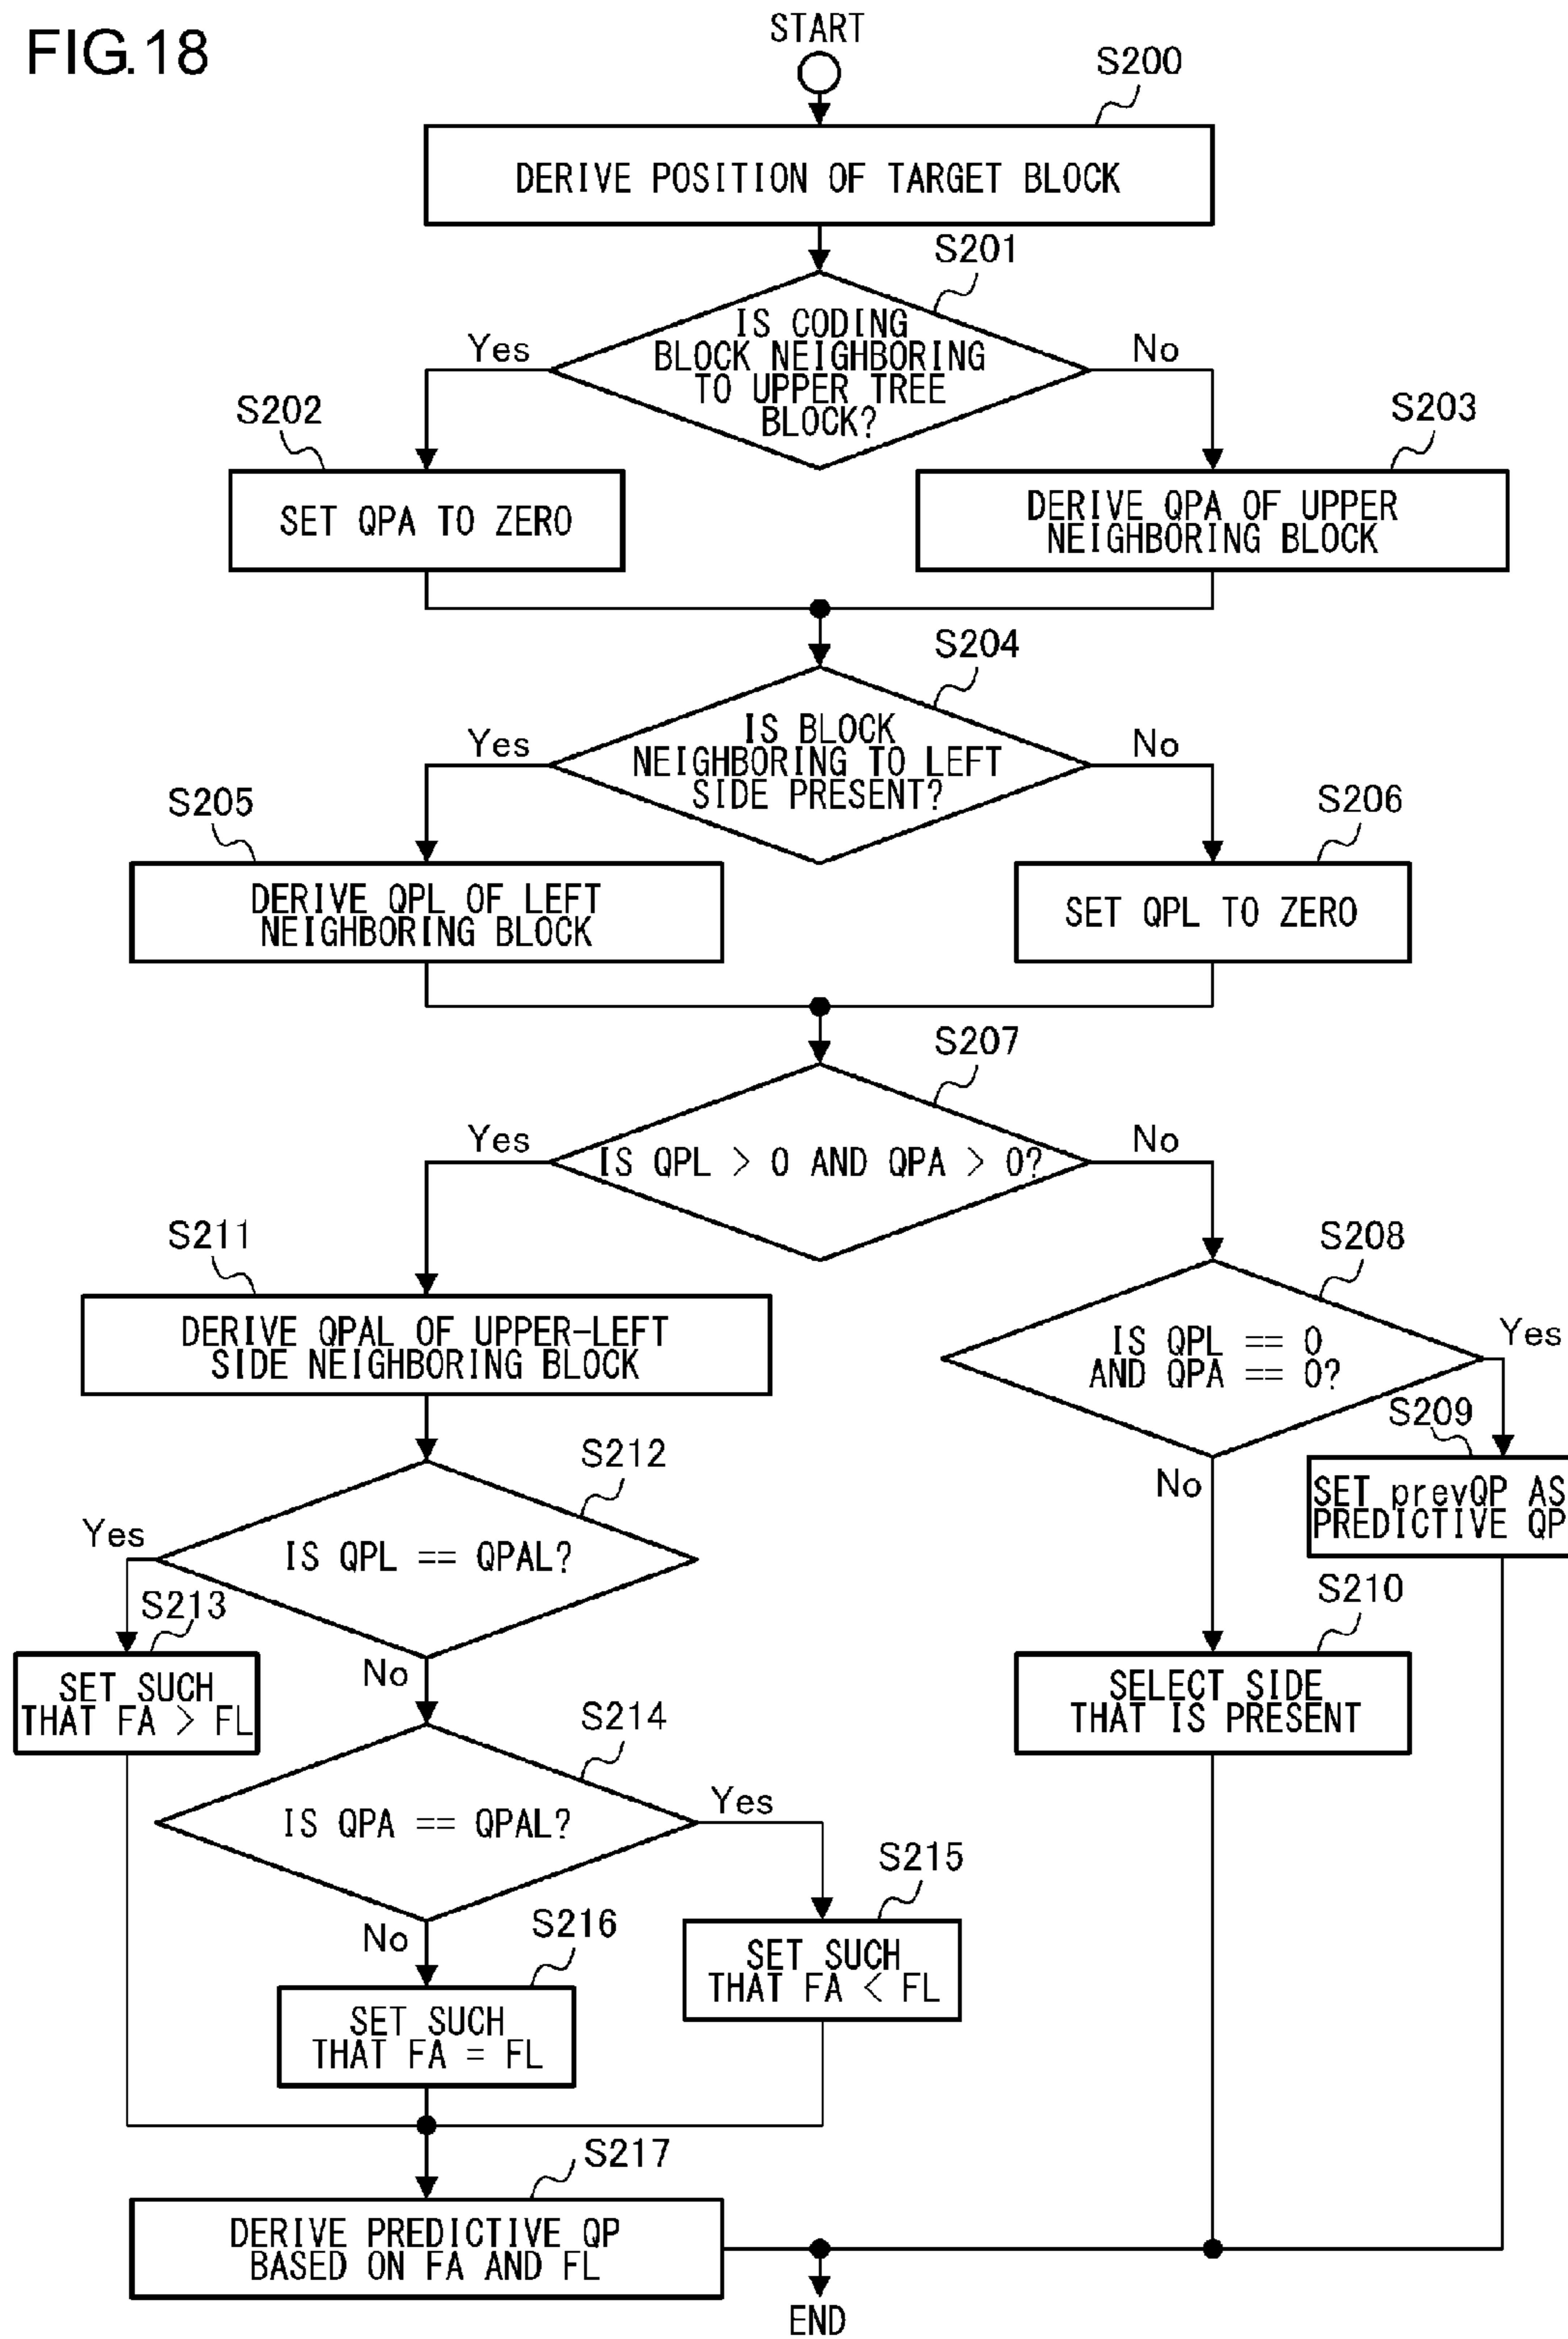 FIG.18
START
S200
DERIVE POSITION OF TARGET BLOCK
S201
IS CODING
BLOCK NEIGHBORING
TO UPPER TREE
BLOCK?
Yes
No
S202
SET QPA TO ZERO
S203
DERIVE QPA OF UPPER
NEIGHBORING BLOCK
S204
IS BLOCK
NEIGHBORING TO LEFT
SIDE PRESENT?
Yes
No
S205
DERIVE QPL OF LEFT
NEIGHBORING BLOCK
S206
SET QPL TO ZERO
S207
IS QPL > 0 AND QPA > 0?
Yes
No
S211
DERIVE QPAL OF UPPER-LEFT
SIDE NEIGHBORING BLOCK
S208
IS QPL == 0
AND QPA == 0?
Yes
No
S209
SET prevQP AS
PREDICTIVE QP
S210
SELECT SIDE
THAT IS PRESENT
S212
IS QPL == QPAL?
Yes
No
S213
SET SUCH
THAT FA > FL
S214
IS QPA == QPAL?
Yes
No
S215
SET SUCH
THAT FA < FL
S216
SET SUCH
THAT FA = FL
S217
DERIVE PREDICTIVE QP
BASED ON FA AND FL
END